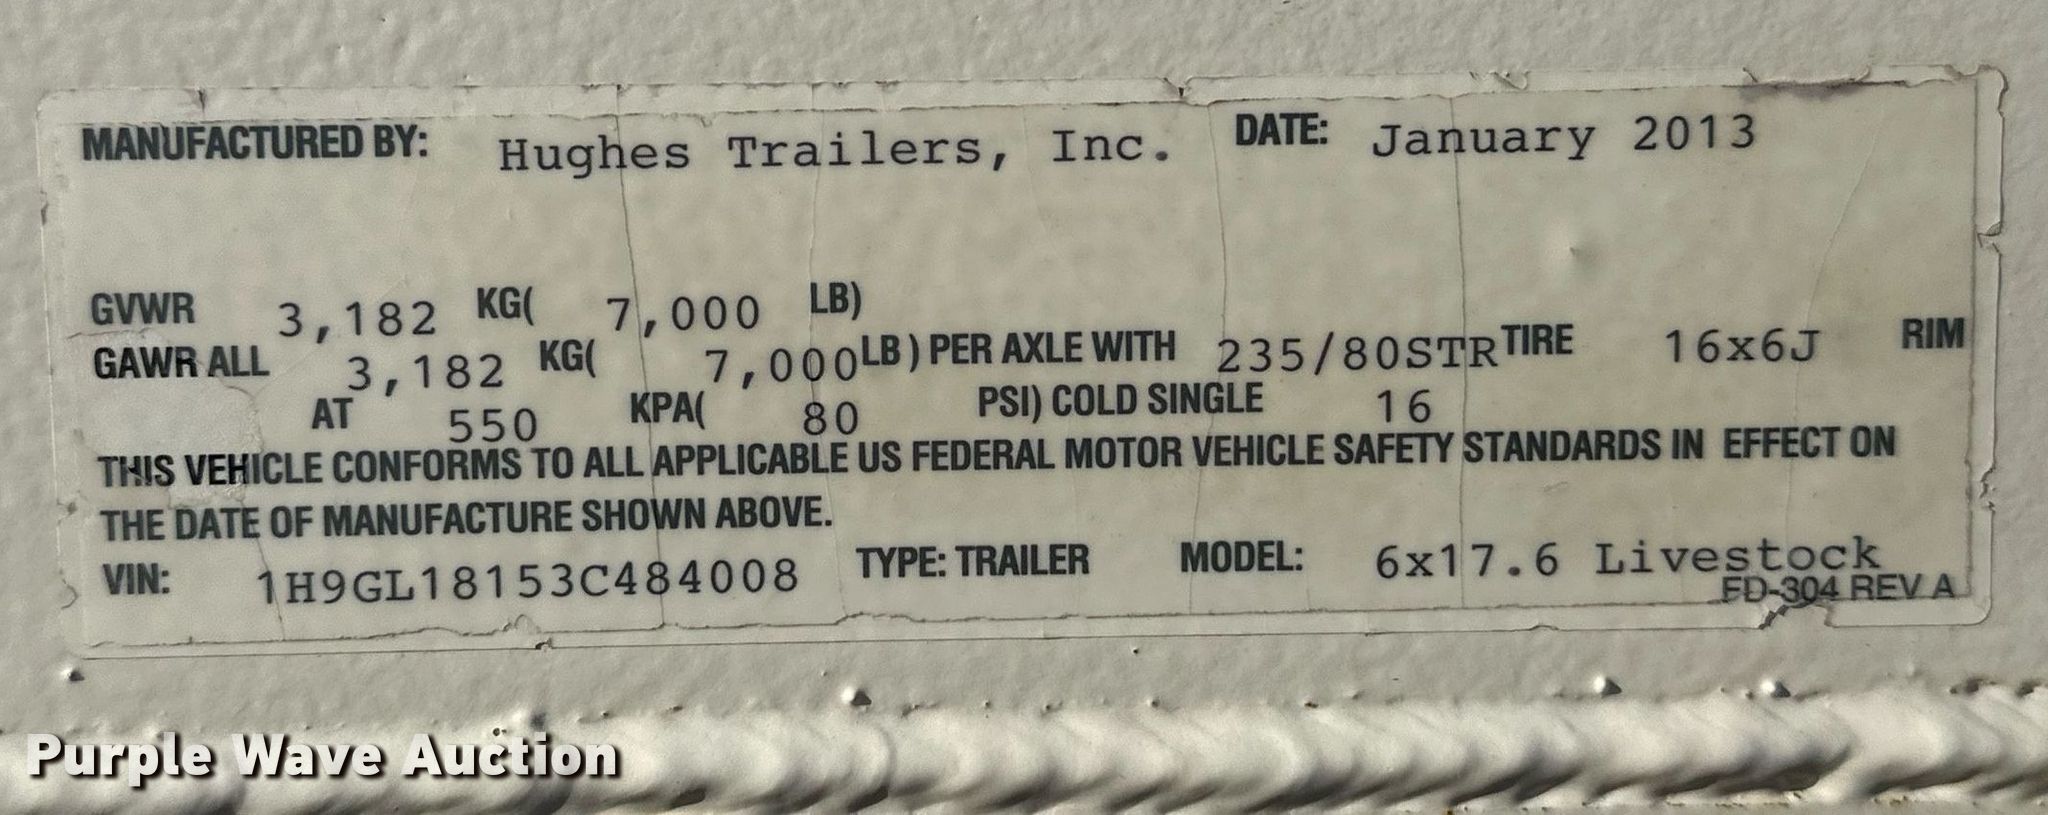 MANUFACTURED BY: Hughes Trailers, Inc. DATE: January 2013
GVWR 3,182 KG( 7,000 LB)
GAWR ALL 3,182 KG( 7,000 LB) PER AXLE WITH 235/80STR TIRE 16x6J RIM
AT 550 KPA( 80 PSI) COLD SINGLE 16
THIS VEHICLE CONFORMS TO ALL APPLICABLE US FEDERAL MOTOR VEHICLE SAFETY STANDARDS IN EFFECT ON
THE DATE OF MANUFACTURE SHOWN ABOVE.
VIN: 1H9GL18153C484008 TYPE: TRAILER MODEL: 6x17.6 Livestock
FD-304 REV A
Purple Wave Auction